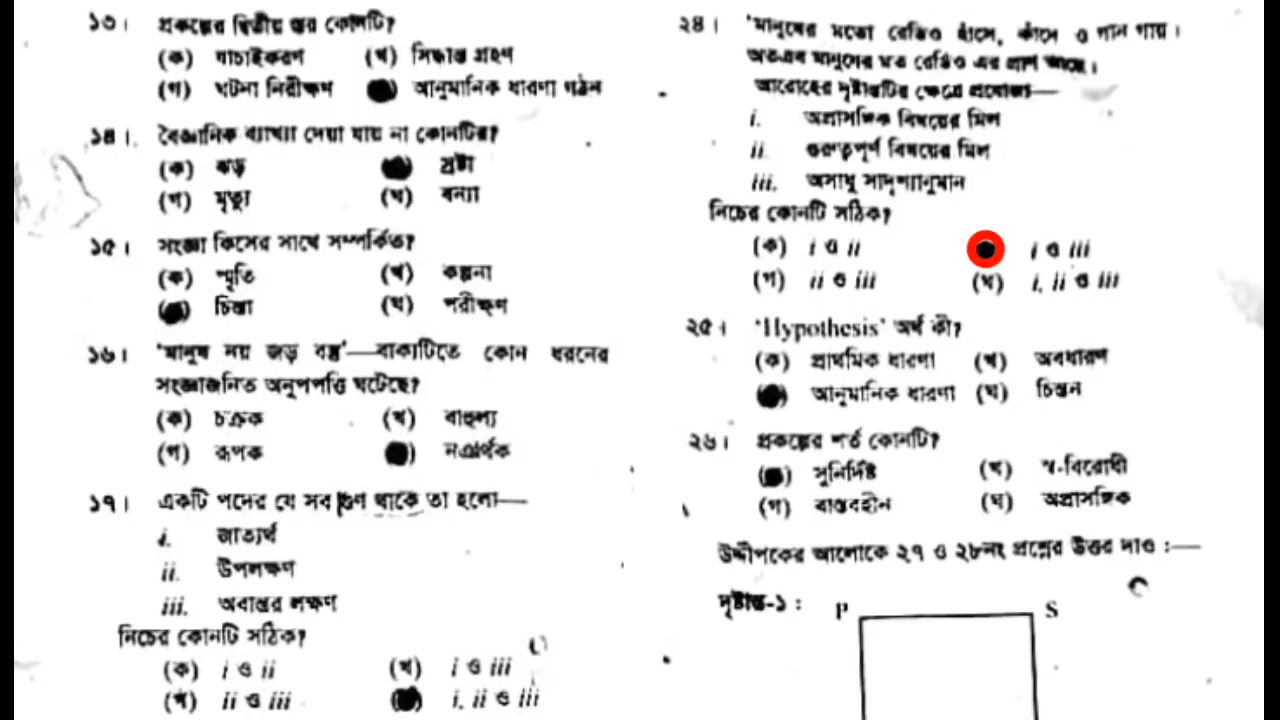 ১৩। প্রকল্পের দ্বিতীয় স্তর কোনটি?
(ক) যাচাইকরণ (খ) সিদ্ধান্ত গ্রহণ
(গ) ঘটনা নিরীক্ষণ আনুমানিক ধারণা গঠন
১৪। বৈজ্ঞানিক ব্যাখ্যা দেয়া যায় না কোনটির?
(ক) ঝড় স্রষ্টা
(গ) মৃত্যু (ঘ) বন্যা
১৫। সংজ্ঞা কিসের সাথে সম্পর্কিত?
(ক) স্মৃতি (খ) কল্পনা
চিন্তা (ঘ) পরীক্ষণ
১৬। 'মানুষ নয় জড় বস্তু'—বাক্যটিতে কোন ধরনের
সংজ্ঞাজনিত অনুপপত্তি ঘটেছে?
(ক) চক্রক (খ) বাহুল্য
(গ) রূপক নঞর্থক
১৭। একটি পদের যে সব গুণ থাকে তা হলো—
i. জাত্যর্থ
ii. উপলক্ষণ
iii. অবান্তর লক্ষণ
নিচের কোনটি সঠিক?
(ক) i ও ii (খ) i ও iii
(গ) ii ও iii i, ii ও iii
২৪। 'মানুষের মতো রেডিও হাঁসে, কাঁদে ও গান গায়।
অতএব মানুষের মত রেডিও এর প্রাণ আছে।
আরোহের দৃষ্টান্তটির ক্ষেত্রে প্রযোজ্য—
i. অপ্রাসঙ্গিক বিষয়ের মিল
ii. গুরুত্বপূর্ণ বিষয়ের মিল
iii. অসাধু সাদৃশ্যানুমান
নিচের কোনটি সঠিক?
(ক) i ও ii i ও iii
(গ) ii ও iii (ঘ) i, ii ও iii
২৫। 'Hypothesis' অর্থ কী?
(ক) প্রাথমিক ধারণা (খ) অবধারণ
আনুমানিক ধারণা (ঘ) চিন্তন
২৬। প্রকল্পের শর্ত কোনটি?
সুনির্দিষ্ট (খ) স্ব-বিরোধী
(গ) বাস্তবহীন (ঘ) অপ্রাসঙ্গিক
উদ্দীপকের আলোকে ২৭ ও ২৮নং প্রশ্নের উত্তর দাও :—
দৃষ্টান্ত-১ : P S